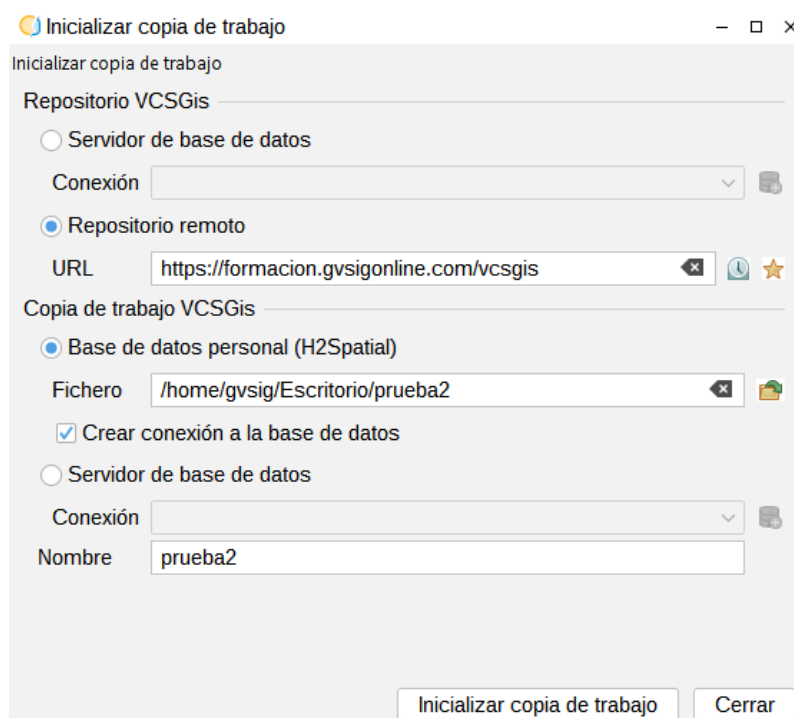 Inicializar copia de trabajo
Inicializar copia de trabajo
Repositorio VCSGis
Servidor de base de datos
Conexión
Repositorio remoto
URL https://formacion.gvsigonline.com/vcsgis
Copia de trabajo VCSGis
Base de datos personal (H2Spatial)
Fichero /home/gvsig/Escritorio/prueba2
Crear conexión a la base de datos
Servidor de base de datos
Conexión
Nombre prueba2
Inicializar copia de trabajo Cerrar